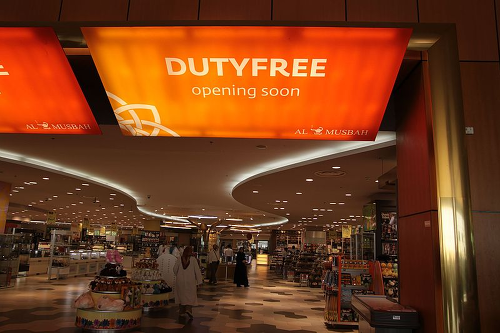 DUTYFREE
opening soon
AL MUSBAH
AL MUSBAH